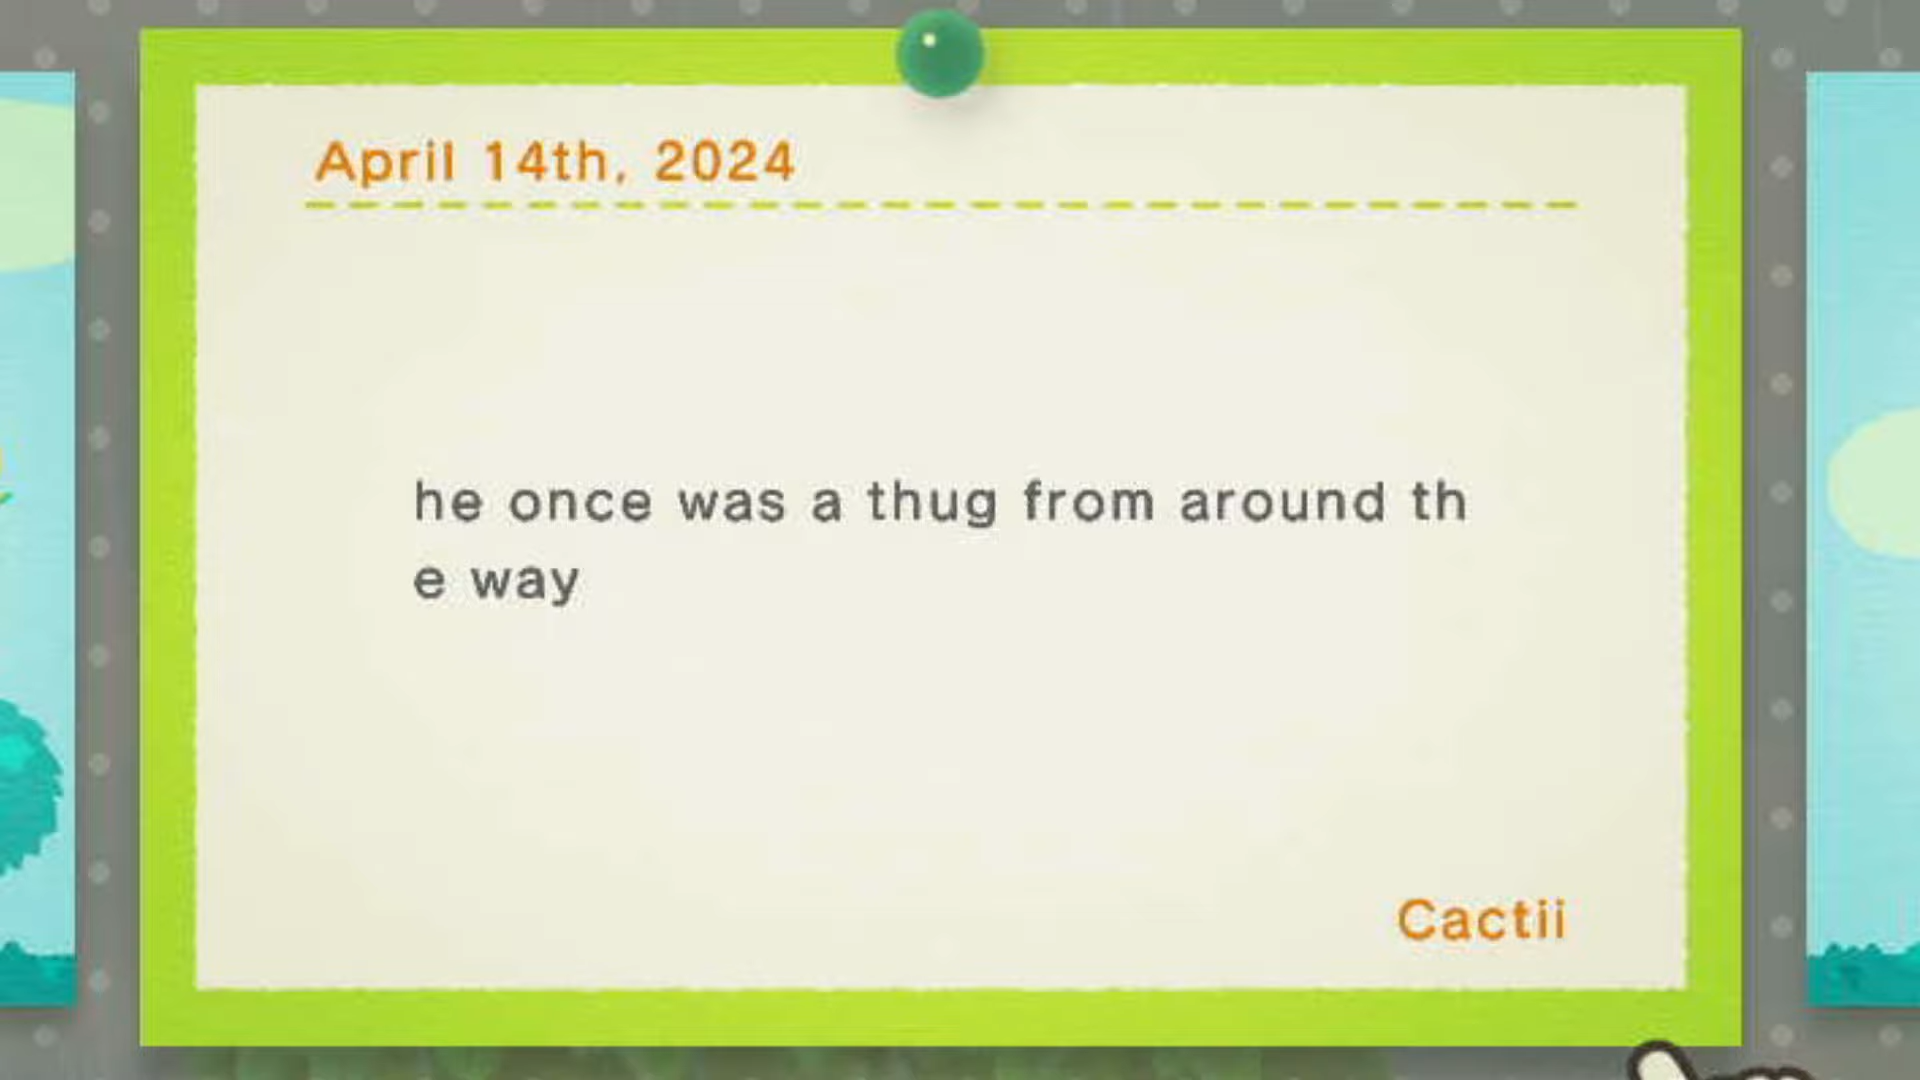 April 14th, 2024
he once was a thug from around th
e way
Cactii